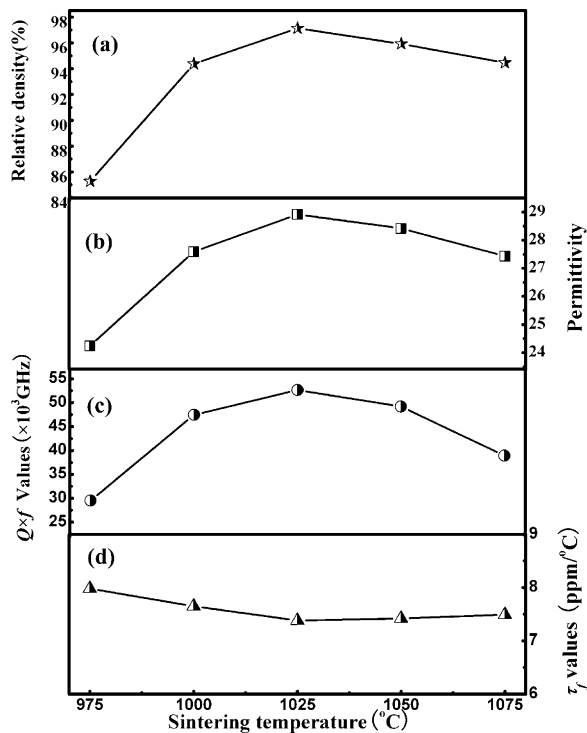 98
96
94
92
90
88
86
84
Relative density(%)
(a)
(b)
29
28
27
26
25
24
Permittivity
55
50
45
40
35
30
25
Q×f Values (×10³GHz)
(c)
(d)
9
8
7
6
τf values (ppm/°C)
975 1000 1025 1050 1075
Sintering temperature (°C)